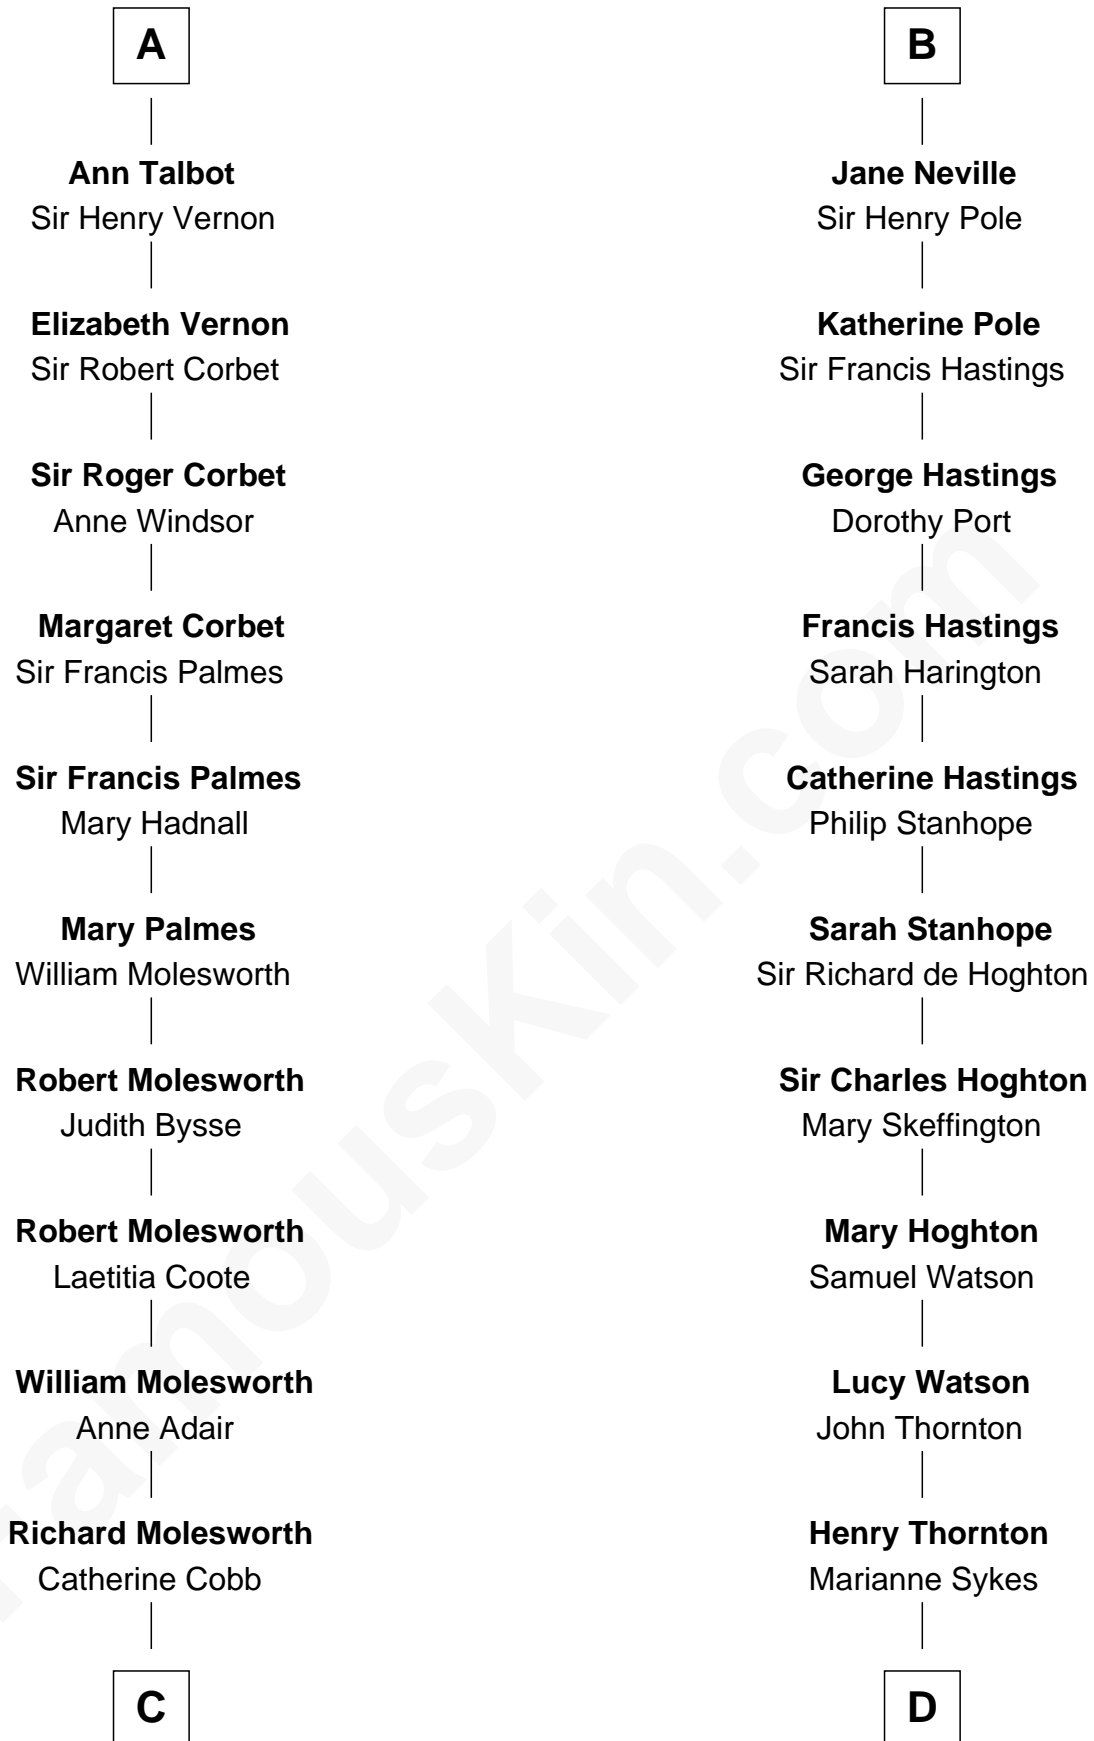 A
Ann Talbot
Sir Henry Vernon
Elizabeth Vernon
Sir Robert Corbet
Sir Roger Corbet
Anne Windsor
Margaret Corbet
Sir Francis Palmes
Sir Francis Palmes
Mary Hadnall
Mary Palmes
William Molesworth
Robert Molesworth
Judith Bysse
Robert Molesworth
Laetitia Coote
William Molesworth
Anne Adair
Richard Molesworth
Catherine Cobb
C
B
Jane Neville
Sir Henry Pole
Katherine Pole
Sir Francis Hastings
George Hastings
Dorothy Port
Francis Hastings
Sarah Harington
Catherine Hastings
Philip Stanhope
Sarah Stanhope
Sir Richard de Hoghton
Sir Charles Hoghton
Mary Skeffington
Mary Hoghton
Samuel Watson
Lucy Watson
John Thornton
Henry Thornton
Marianne Sykes
D
FamousKin.com